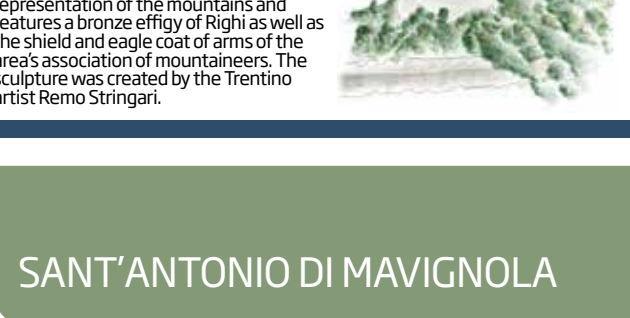 representation of the mountains and
features a bronze effigy of Righi as well as
the shield and eagle coat of arms of the
area's association of mountaineers. The
sculpture was created by the Trentino
artist Remo Stringari.
SANT'ANTONIO DI MAVIGNOLA